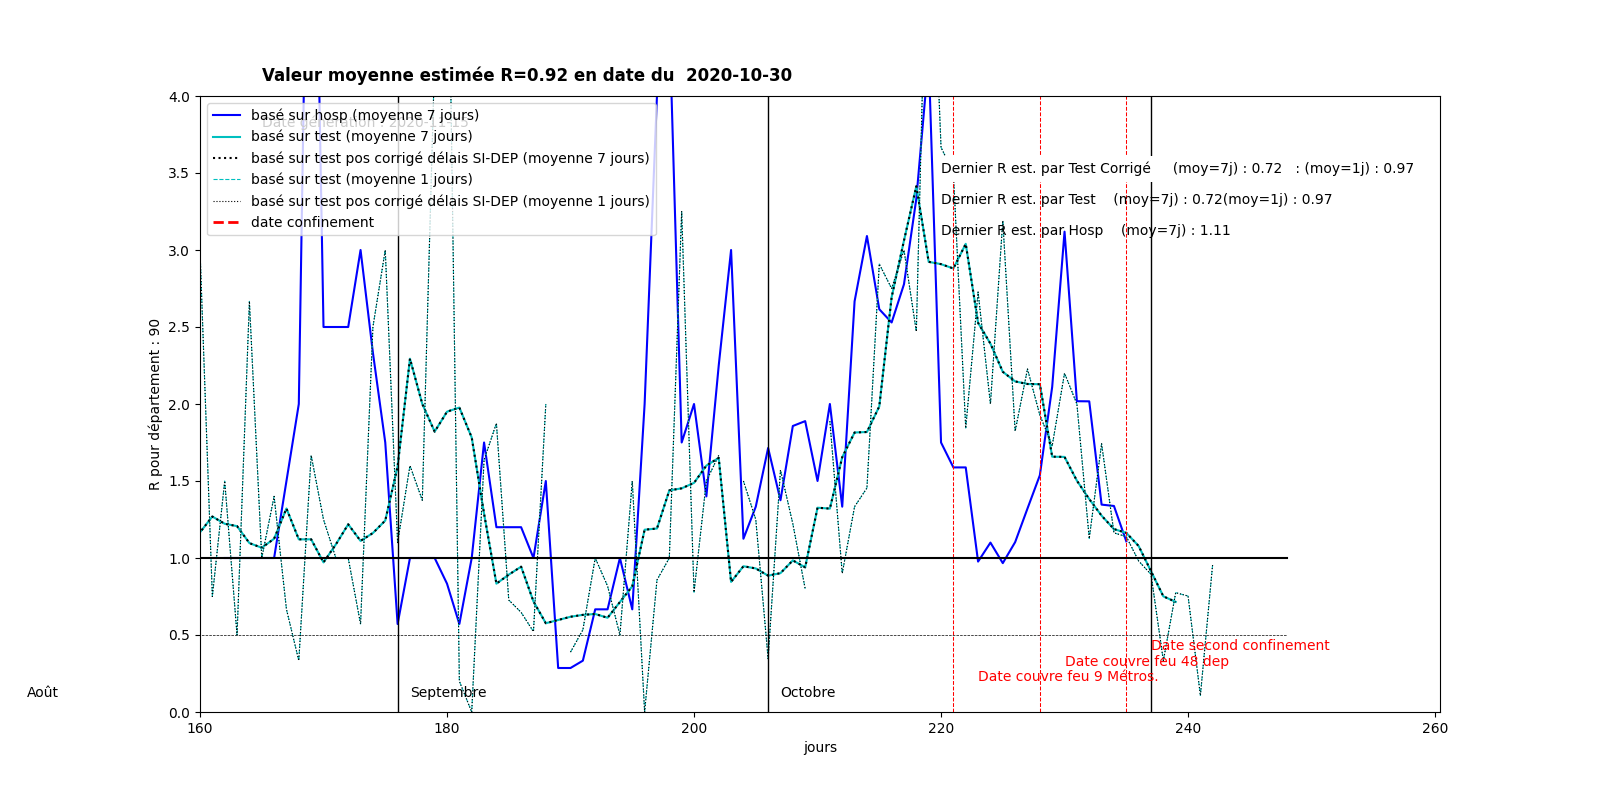 Valeur moyenne estimée R=0.92 en date du  2020-10-30
Date génération : 2020-11-15
basé sur hosp (moyenne 7 jours)
basé sur test (moyenne 7 jours)
basé sur test pos corrigé délais SI-DEP (moyenne 7 jours)
basé sur test (moyenne 1 jours)
basé sur test pos corrigé délais SI-DEP (moyenne 1 jours)
date confinement
Dernier R est. par Test Corrigé     (moy=7j) : 0.72   : (moy=1j) : 0.97
Dernier R est. par Test    (moy=7j) : 0.72(moy=1j) : 0.97
Dernier R est. par Hosp    (moy=7j) : 1.11
4.0
3.5
3.0
2.5
2.0
1.5
1.0
0.5
0.0
R pour département : 90
Date second confinement
Date couvre feu 48 dep
Date couvre feu 9 Métros.
Août
Septembre
Octobre
160
180
200
220
240
260
jours